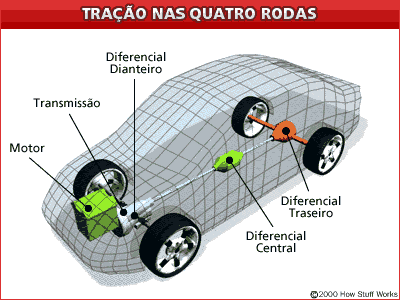 TRAÇÃO NAS QUATRO RODAS
Diferencial
Dianteiro
Transmissão
Motor
Diferencial
Traseiro
Diferencial
Central
©2000 How Stuff Works